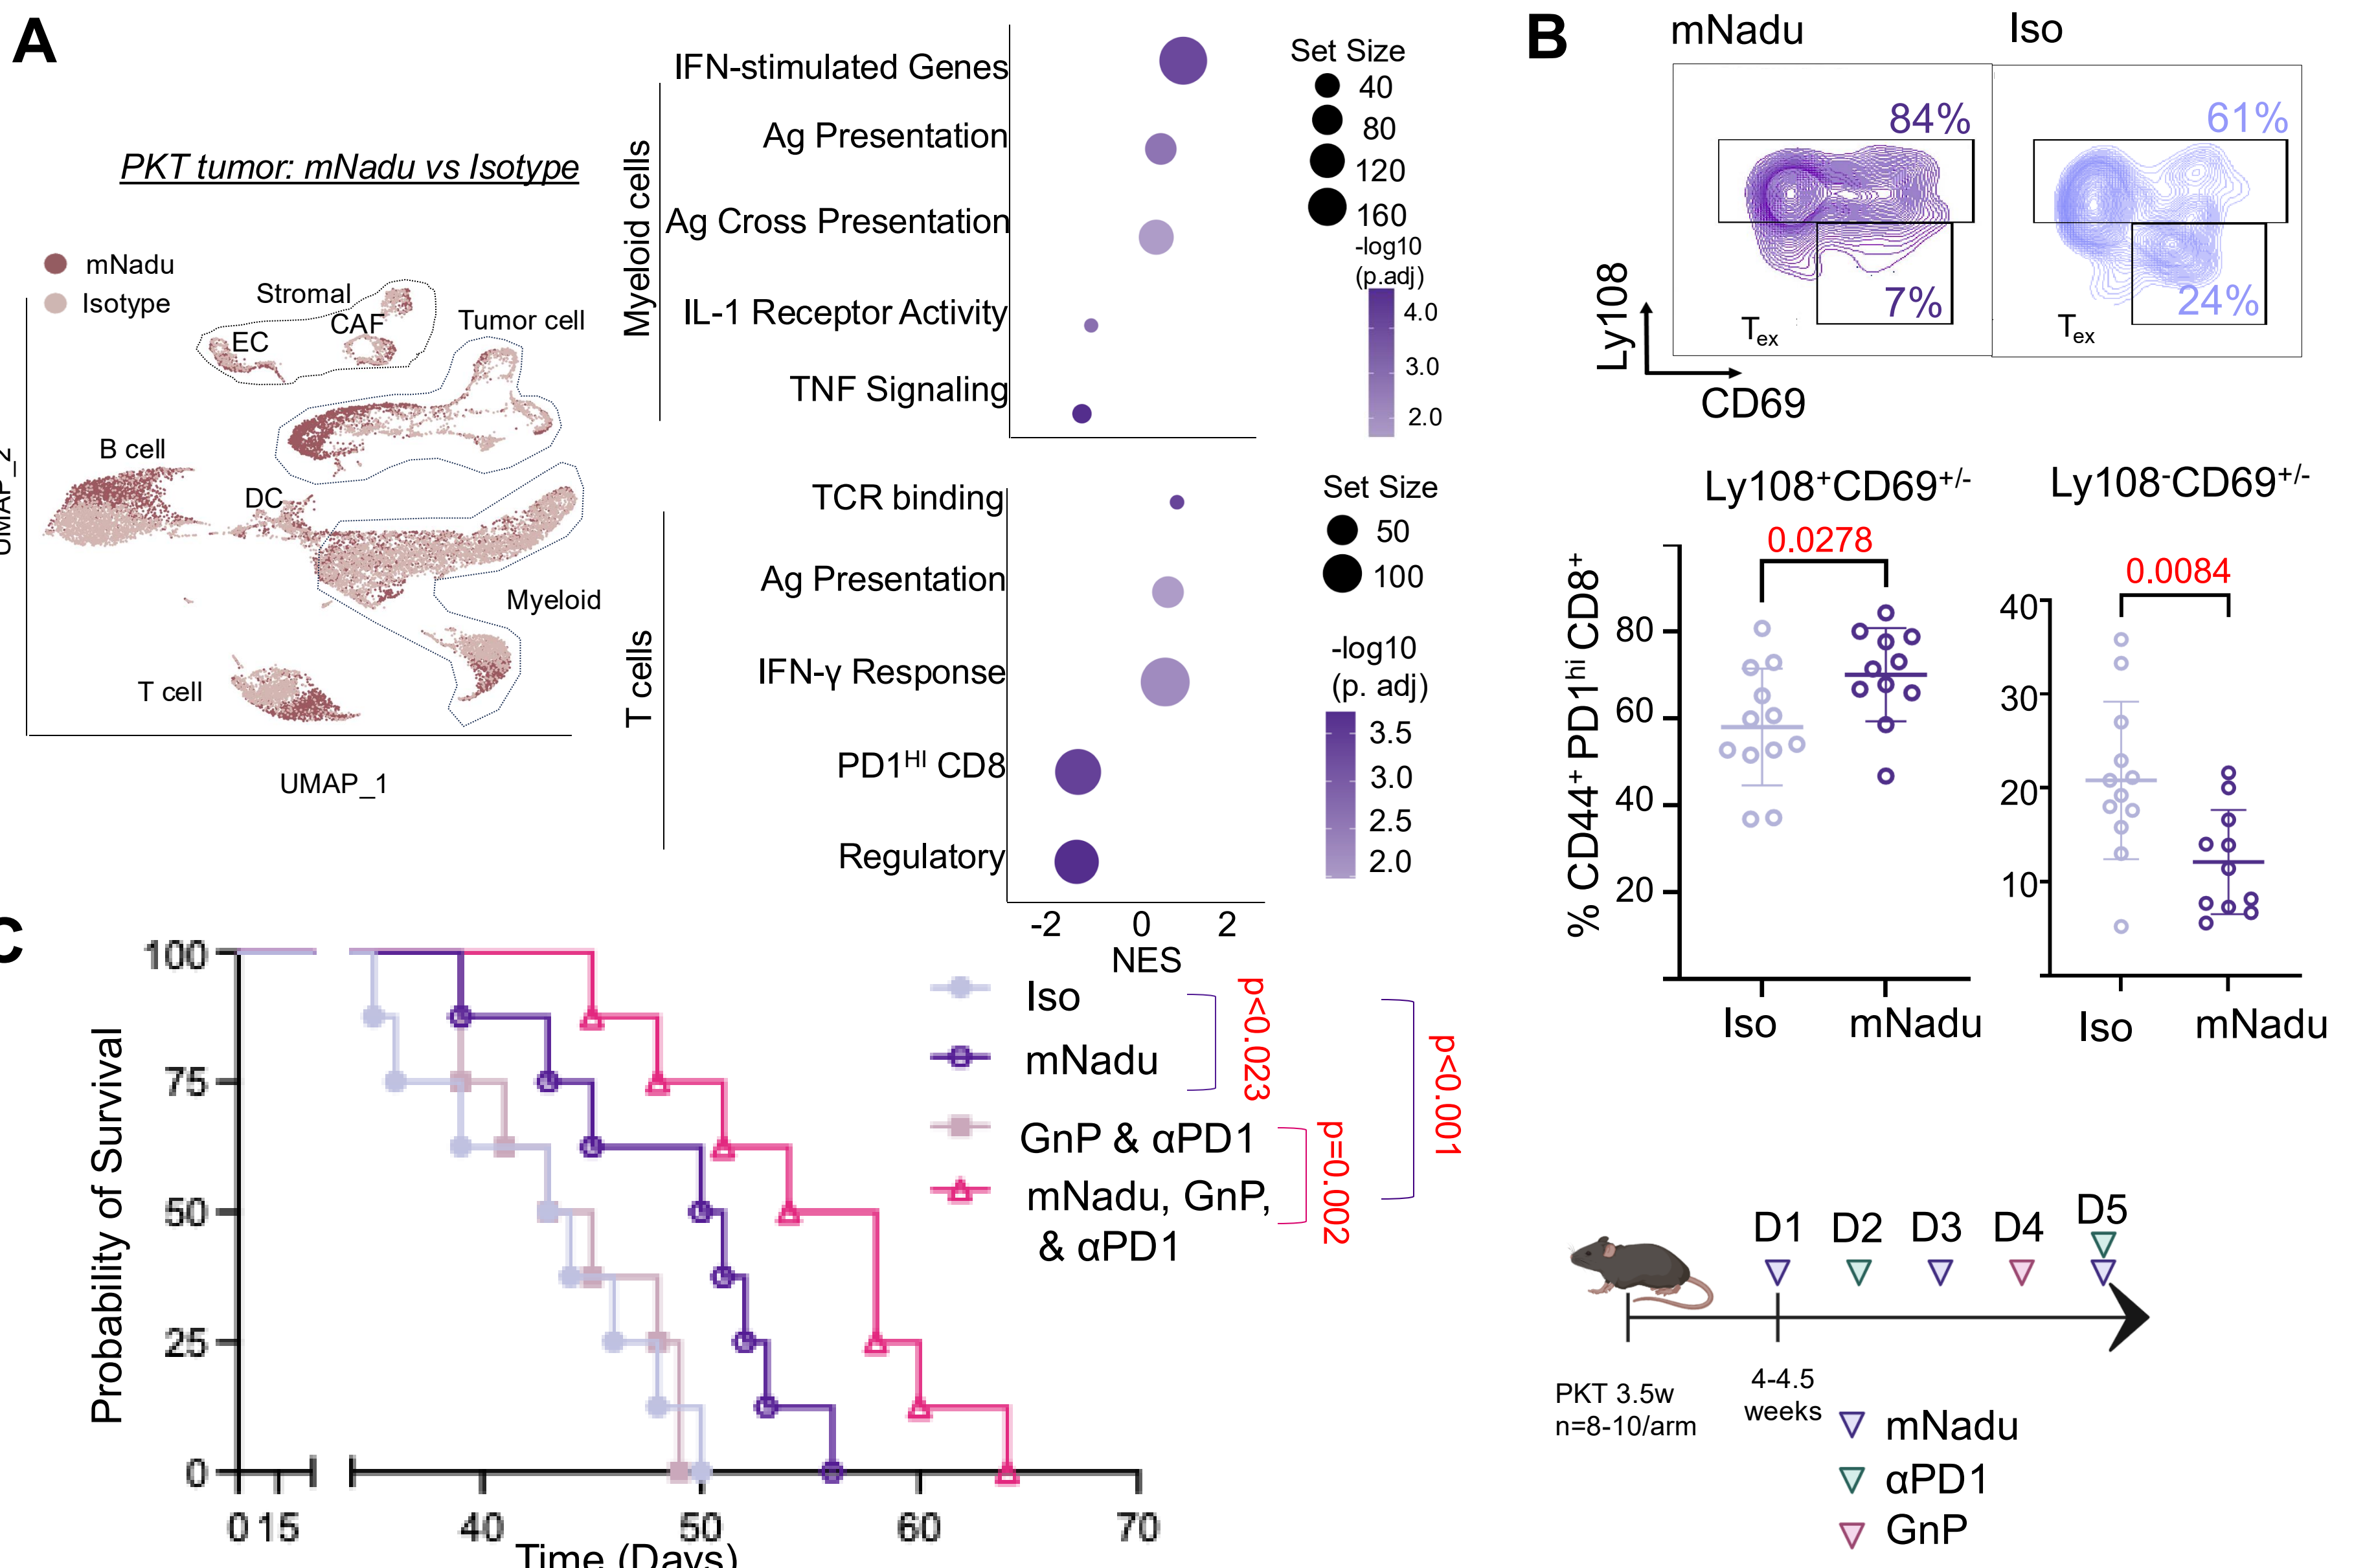 A
PKT tumor: mNadu vs Isotype
mNadu
Isotype
Stromal
CAF
EC
Tumor cell
B cell
DC
Myeloid
T cell
UMAP_2
UMAP_1
Myeloid cells
IFN-stimulated Genes
Ag Presentation
Ag Cross Presentation
IL-1 Receptor Activity
TNF Signaling
Set Size
40
80
120
160
-log10
(p.adj)
4.0
3.0
2.0
T cells
TCR binding
Ag Presentation
IFN-γ Response
PD1ᴴᴵ CD8
Regulatory
-2 0 2
NES
Set Size
50
100
-log10
(p. adj)
3.5
3.0
2.5
2.0
B
mNadu
Iso
84%
7%
Tₑₓ
61%
24%
Tₑₓ
Ly108
CD69
Ly108⁺CD69⁺/⁻
0.0278
% CD44⁺ PD1ʰⁱ CD8⁺
80
60
40
20
Iso mNadu
Ly108⁻CD69⁺/⁻
0.0084
40
30
20
10
Iso mNadu
C
Probability of Survival
100
75
50
25
0
0 15 40 50 60 70
Time (Days)
Iso
mNadu
GnP & αPD1
mNadu, GnP,
& αPD1
p<0.023
p=0.002
p<0.001
D1 D2 D3 D4 D5
PKT 3.5w
n=8-10/arm
4-4.5
weeks
mNadu
αPD1
GnP